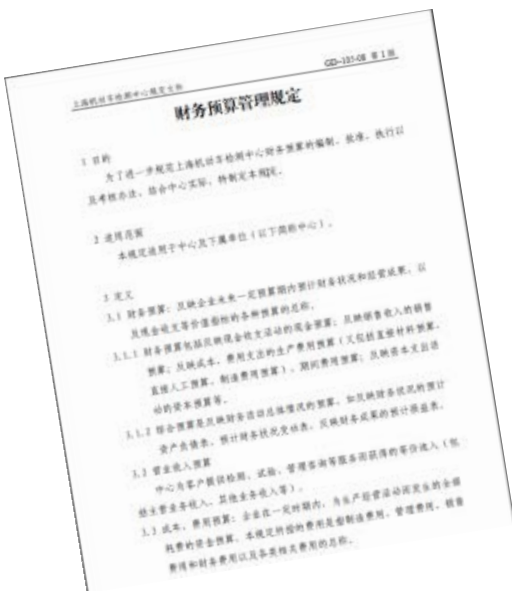 上海机动车检测中心规定文件
GD-103-08 第 1 版
财务预算管理规定
1 目的
为了进一步规范上海机动车检测中心财务预算的编制、批准、执行以
及考核办法，结合中心实际，特制定本规定。
2 适用范围
本规定适用于中心及下属单位（以下简称中心）。
3 定义
3.1 财务预算：反映企业未来一定预算期内预计财务状况和经营成果，以
及现金收支等价值指标的各种预算的总称。
3.1.1 财务预算包括反映现金收支活动的现金预算；反映销售收入的销售
预算；反映成本、费用支出的生产费用预算（又包括直接材料预算、
直接人工预算、制造费用预算）、期间费用预算；反映资本支出活
动的资本预算等。
3.1.2 综合预算是反映财务活动总体情况的预算，如反映财务状况的预计
资产负债表、预计财务状况变动表，反映财务成果的预计损益表。
3.2 营业收入预算
中心为客户提供检测、试验、管理咨询等服务而获得的等价收入（包
括主营业务收入、其他业务收入等）。
3.3 成本、费用预算：企业在一定时期内，为生产经营活动而发生的全部
耗费的资金预算。本规定所指的费用是指制造费用、管理费用、销售
费用和财务费用以及各类相关费用的总称。